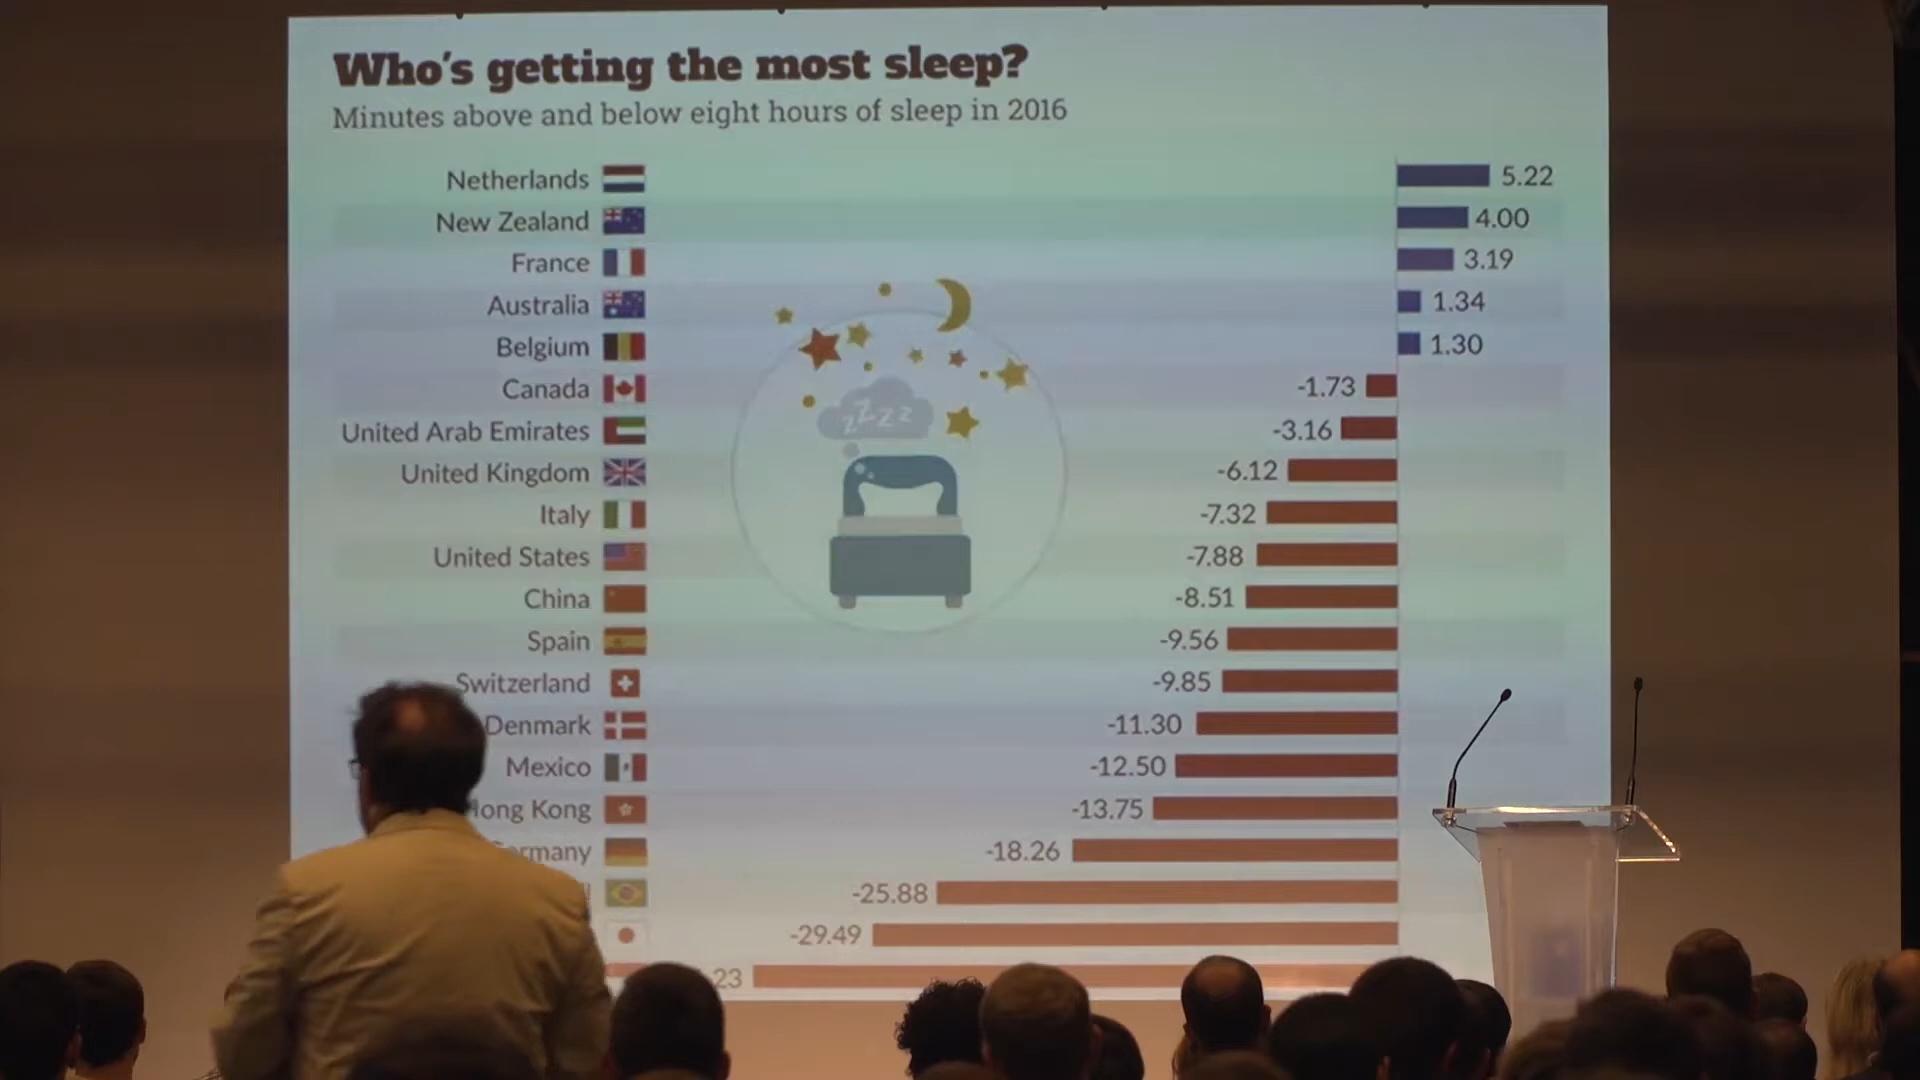 Who's getting the most sleep?
Minutes above and below eight hours of sleep in 2016
Netherlands 5.22
New Zealand 4.00
France 3.19
Australia 1.34
Belgium 1.30
Canada -1.73
United Arab Emirates -3.16
United Kingdom -6.12
Italy -7.32
United States -7.88
China -8.51
Spain -9.56
Switzerland -9.85
Denmark -11.30
Mexico -12.50
Hong Kong -13.75
Germany -18.26
-25.88
-29.49
23
zzzz